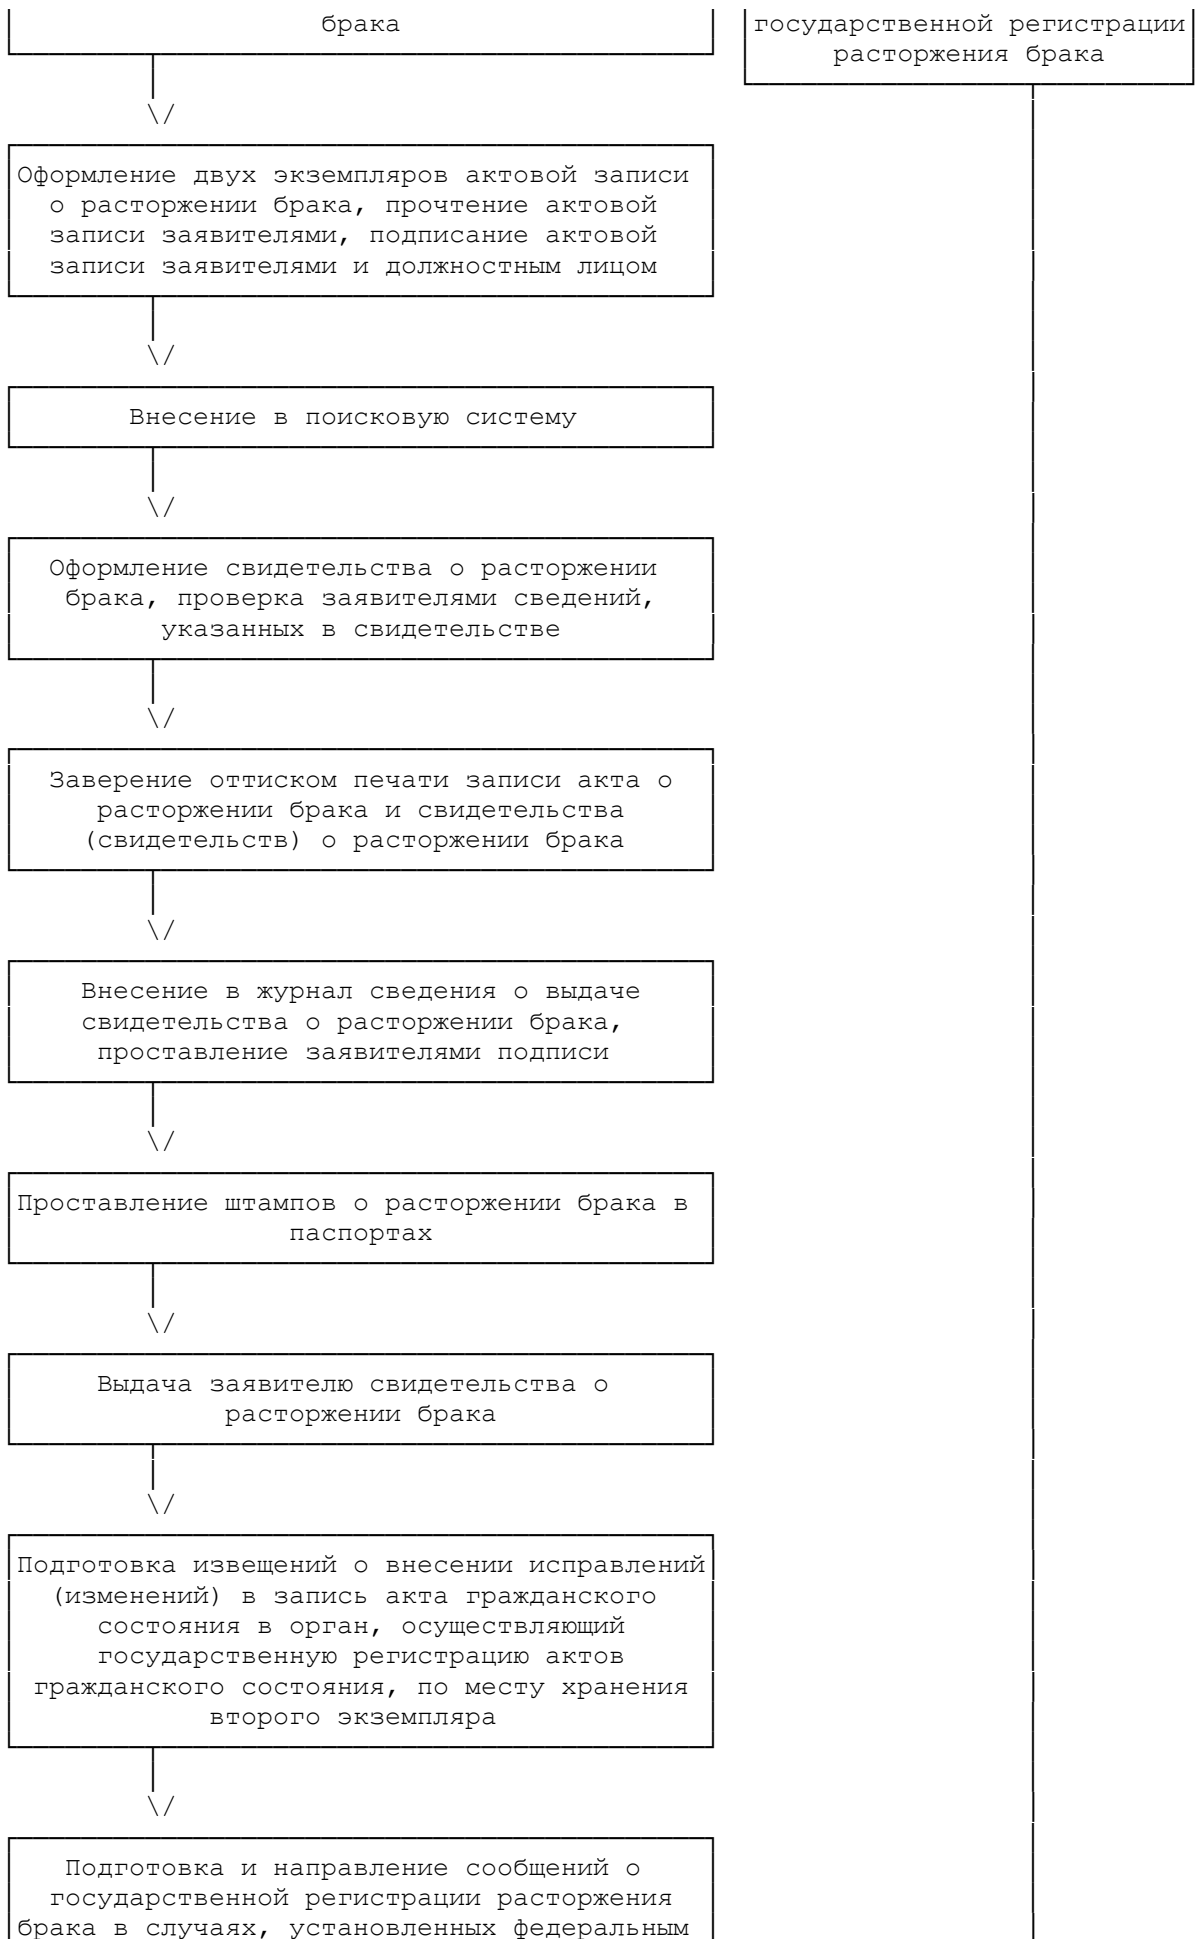 брака
государственной регистрации
расторжения брака
\/
Оформление двух экземпляров актовой записи
о расторжении брака, прочтение актовой
записи заявителями, подписание актовой
записи заявителями и должностным лицом
\/
Внесение в поисковую систему
\/
Оформление свидетельства о расторжении
брака, проверка заявителями сведений,
указанных в свидетельстве
\/
Заверение оттиском печати записи акта о
расторжении брака и свидетельства
(свидетельств) о расторжении брака
\/
Внесение в журнал сведения о выдаче
свидетельства о расторжении брака,
проставление заявителями подписи
\/
Проставление штампов о расторжении брака в
паспортах
\/
Выдача заявителю свидетельства о
расторжении брака
\/
Подготовка извещений о внесении исправлений
(изменений) в запись акта гражданского
состояния в орган, осуществляющий
государственную регистрацию актов
гражданского состояния, по месту хранения
второго экземпляра
\/
Подготовка и направление сообщений о
государственной регистрации расторжения
брака в случаях, установленных федеральным